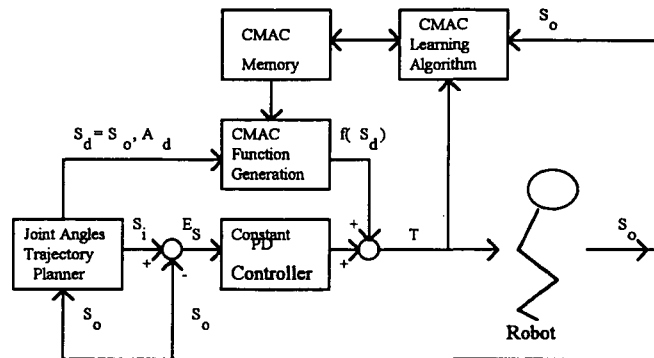 CMAC
Memory
CMAC
Learning
Algorithm
S_o
S_d = S_o, A_d
CMAC
Function
Generation
f( S_d)
Joint Angles
Trajectory
Planner
S_i
+
-
E_S
Constant
PD
Controller
+
+
T
S_o
S_o
S_o
Robot